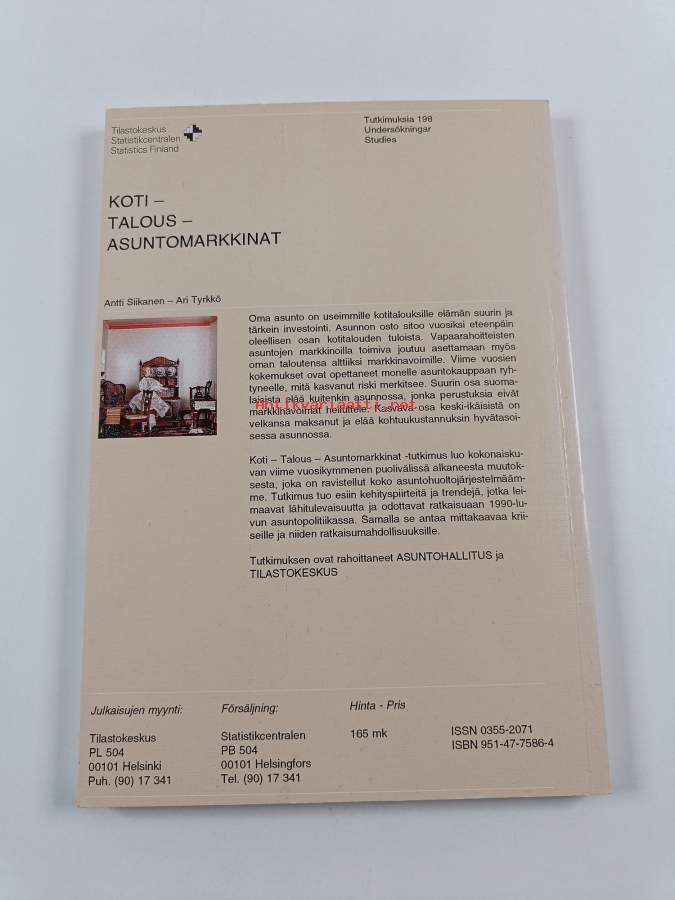 Tilastokeskus
Statistikcentralen
Statistics Finland
Tutkimuksia 198
Undersökningar
Studies
KOTI –
TALOUS –
ASUNTOMARKKINAT
Antti Siikanen – Ari Tyrkkö
Oma asunto on useimmille kotitalouksille elämän suurin ja
tärkein investointi. Asunnon osto sitoo vuosiksi eteenpäin
oleellisen osan kotitalouden tuloista. Vapaarahoitteisten
asuntojen markkinoilla toimiva joutuu asettamaan myös
oman taloutensa alttiiksi markkinavoimille. Viime vuosien
kokemukset ovat opettaneet monelle asuntokauppaan ryh-
tyneelle, mitä kasvanut riski merkitsee. Suurin osa suoma-
laisista elää kuitenkin asunnossa, jonka perustuksia eivät
markkinavoimat heiluttele. Kasvava osa keski-ikäisistä on
velkansa maksanut ja elää kohtuukustannuksin hyvätasoi-
sessa asunnossa.
Antikvariaatti.net
Koti – Talous – Asuntomarkkinat -tutkimus luo kokonaisku-
van viime vuosikymmenen puolivälissä alkaneesta muutok-
sesta, joka on ravistellut koko asuntohuoltojärjestelmääm-
me. Tutkimus tuo esiin kehityspiirteitä ja trendejä, jotka lei-
maavat lähitulevaisuutta ja odottavat ratkaisuaan 1990-lu-
vun asuntopolitiikassa. Samalla se antaa mittakaavaa krii-
seille ja niiden ratkaisumahdollisuuksille.
Tutkimuksen ovat rahoittaneet ASUNTOHALLITUS ja
TILASTOKESKUS
Julkaisujen myynti:
Tilastokeskus
PL 504
00101 Helsinki
Puh. (90) 17 341
Försäljning:
Statistikcentralen
PB 504
00101 Helsingfors
Tel. (90) 17 341
Hinta - Pris
165 mk
ISSN 0355-2071
ISBN 951-47-7586-4